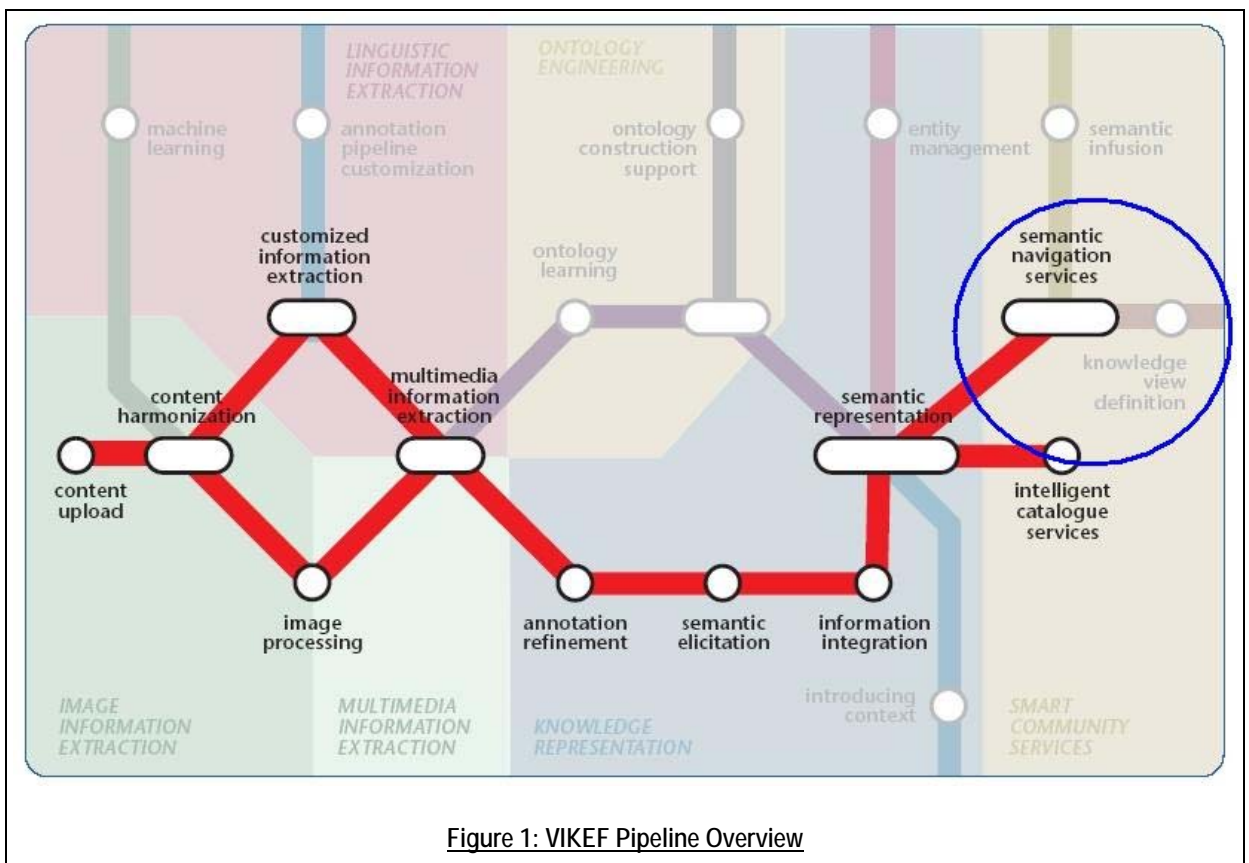 LINGUISTIC
INFORMATION
EXTRACTION
ONTOLOGY
ENGINEERING
machine
learning
annotation
pipeline
customization
ontology
construction
support
entity
management
semantic
infusion
customized
information
extraction
ontology
learning
semantic
navigation
services
content
harmonization
multimedia
information
extraction
semantic
representation
knowledge
view
definition
content
upload
intelligent
catalogue
services
image
processing
annotation
refinement
semantic
elicitation
information
integration
introducing
context
IMAGE
INFORMATION
EXTRACTION
MULTIMEDIA
INFORMATION
EXTRACTION
KNOWLEDGE
REPRESENTATION
SMART
COMMUNITY
SERVICES
Figure 1: VIKEF Pipeline Overview